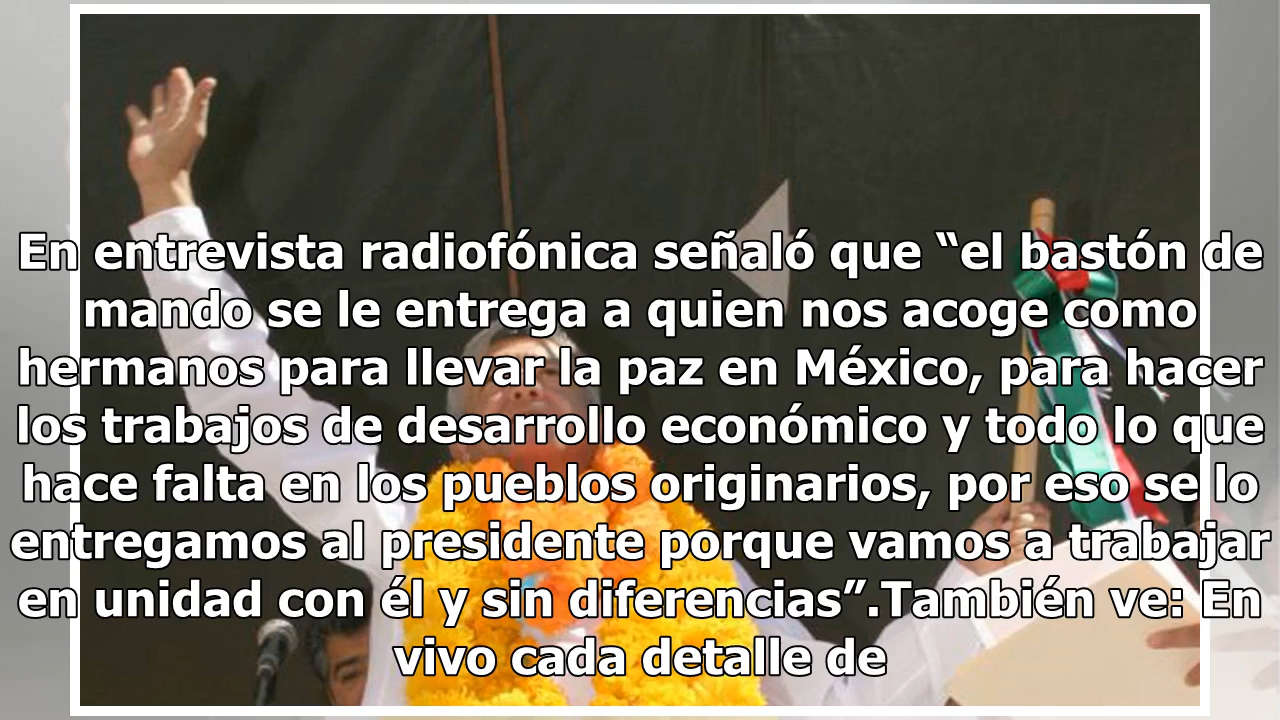 En entrevista radiofónica señaló que “el bastón de
mando se le entrega a quien nos acoge como
hermanos para llevar la paz en México, para hacer
los trabajos de desarrollo económico y todo lo que
hace falta en los pueblos originarios, por eso se lo
entregamos al presidente porque vamos a trabajar
en unidad con él y sin diferencias”.También ve: En
vivo cada detalle de